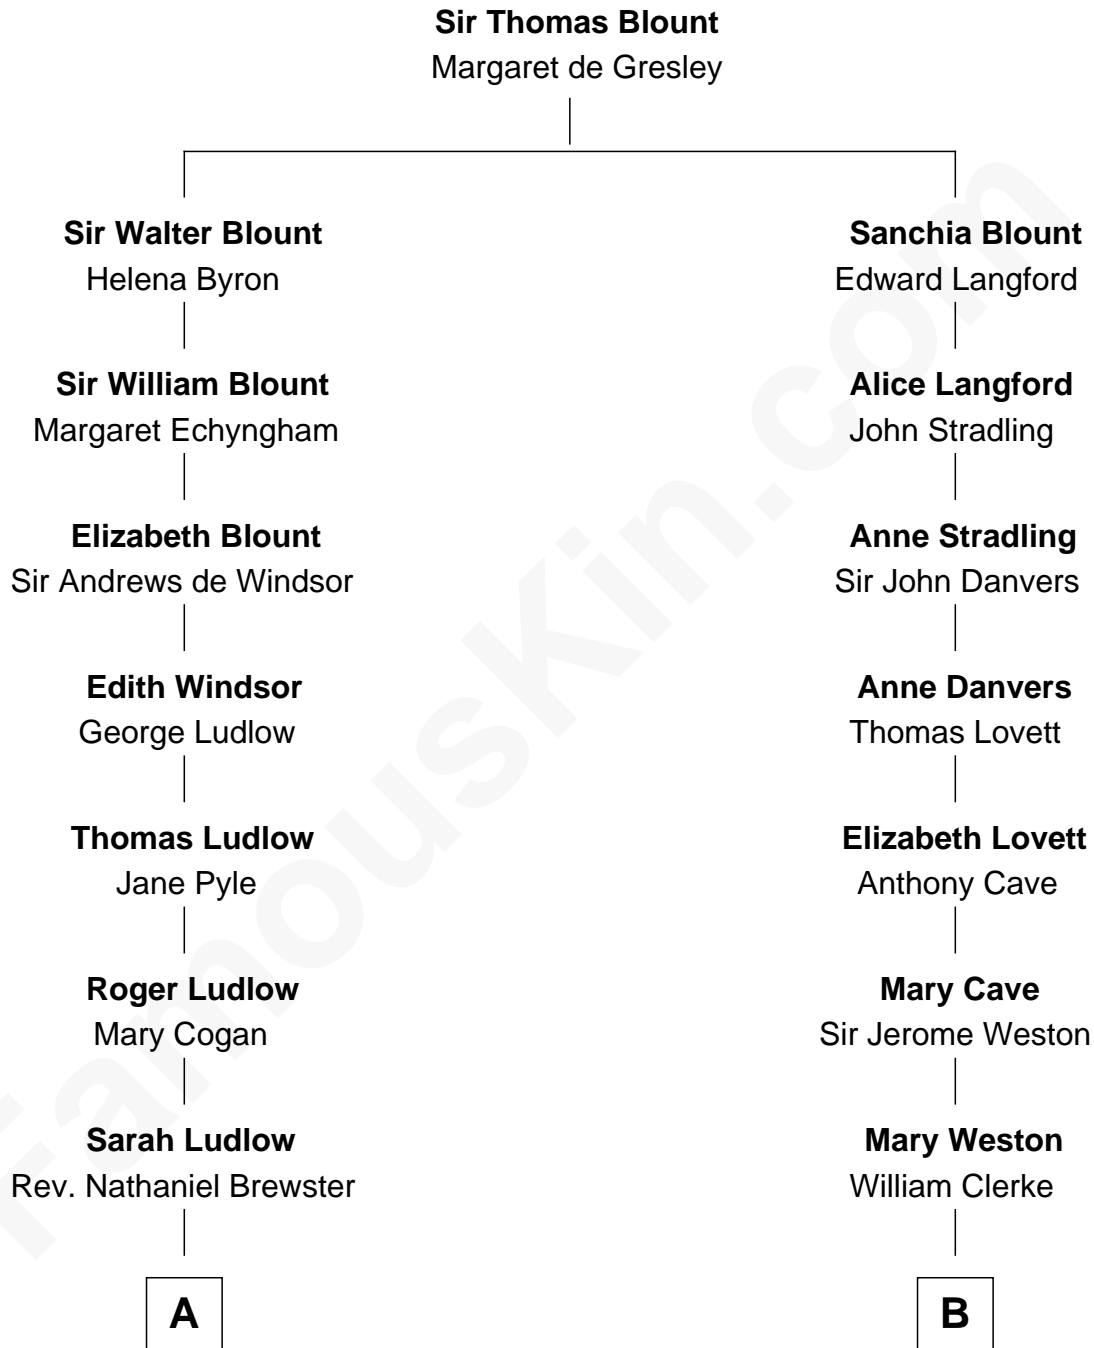 Sir Thomas Blount
Margaret de Gresley
Sir Walter Blount
Helena Byron
Sir William Blount
Margaret Echyngham
Elizabeth Blount
Sir Andrews de Windsor
Edith Windsor
George Ludlow
Thomas Ludlow
Jane Pyle
Roger Ludlow
Mary Cogan
Sarah Ludlow
Rev. Nathaniel Brewster
A
Sanchia Blount
Edward Langford
Alice Langford
John Stradling
Anne Stradling
Sir John Danvers
Anne Danvers
Thomas Lovett
Elizabeth Lovett
Anthony Cave
Mary Cave
Sir Jerome Weston
Mary Weston
William Clerke
B
FamousKin.com